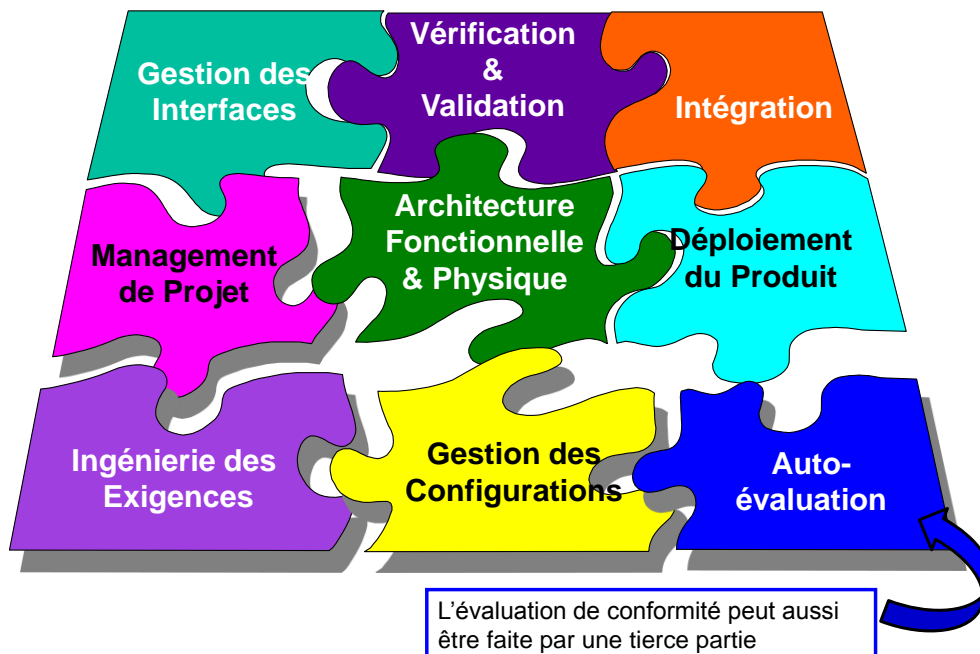 Gestion des
Interfaces
Vérification
&
Validation
Intégration
Management
de Projet
Architecture
Fonctionnelle
& Physique
Déploiement
du Produit
Ingénierie des
Exigences
Gestion des
Configurations
Auto-
évaluation
L'évaluation de conformité peut aussi
être faite par une tierce partie